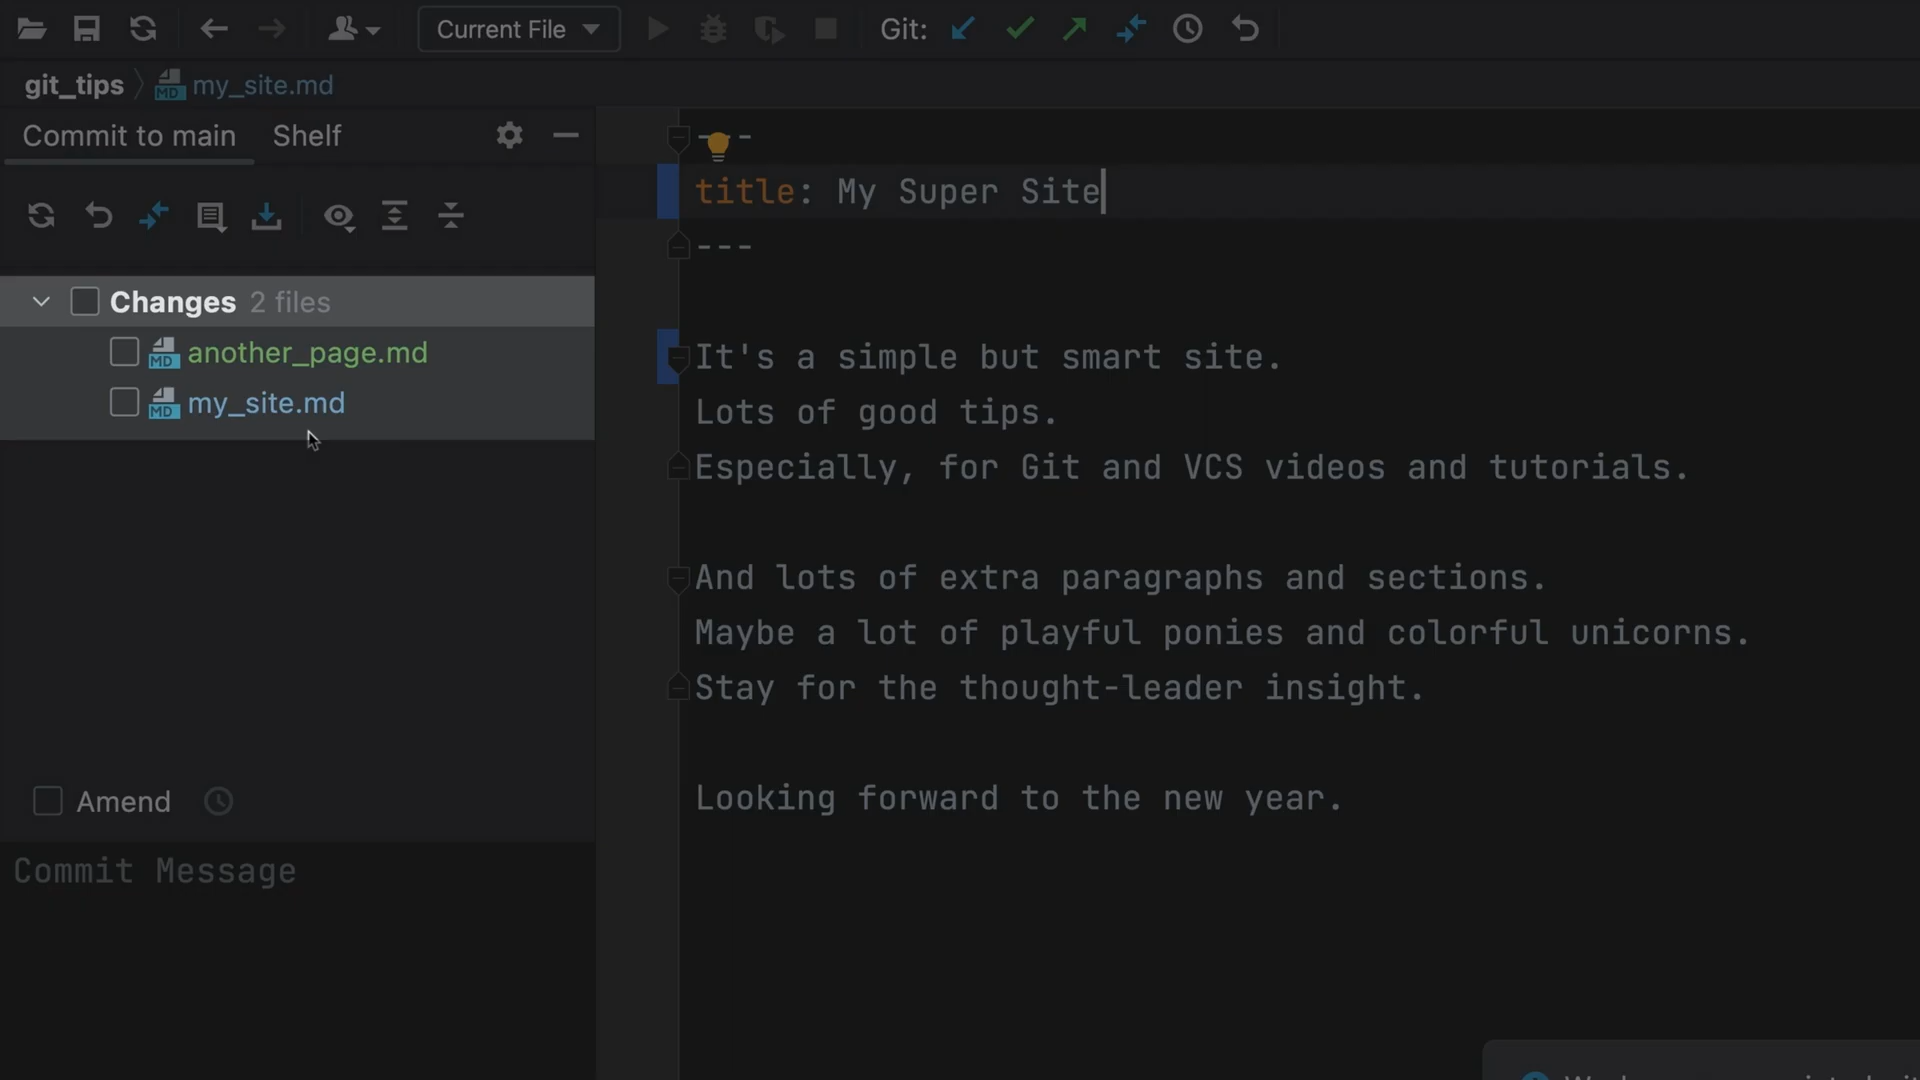 Current File
Git:
git_tips
my_site.md
Commit to main
Shelf
Changes 2 files
MD another_page.md
MD my_site.md
Amend
Commit Message
title: My Super Site
---
It's a simple but smart site.
Lots of good tips.
Especially, for Git and VCS videos and tutorials.
And lots of extra paragraphs and sections.
Maybe a lot of playful ponies and colorful unicorns.
Stay for the thought-leader insight.
Looking forward to the new year.